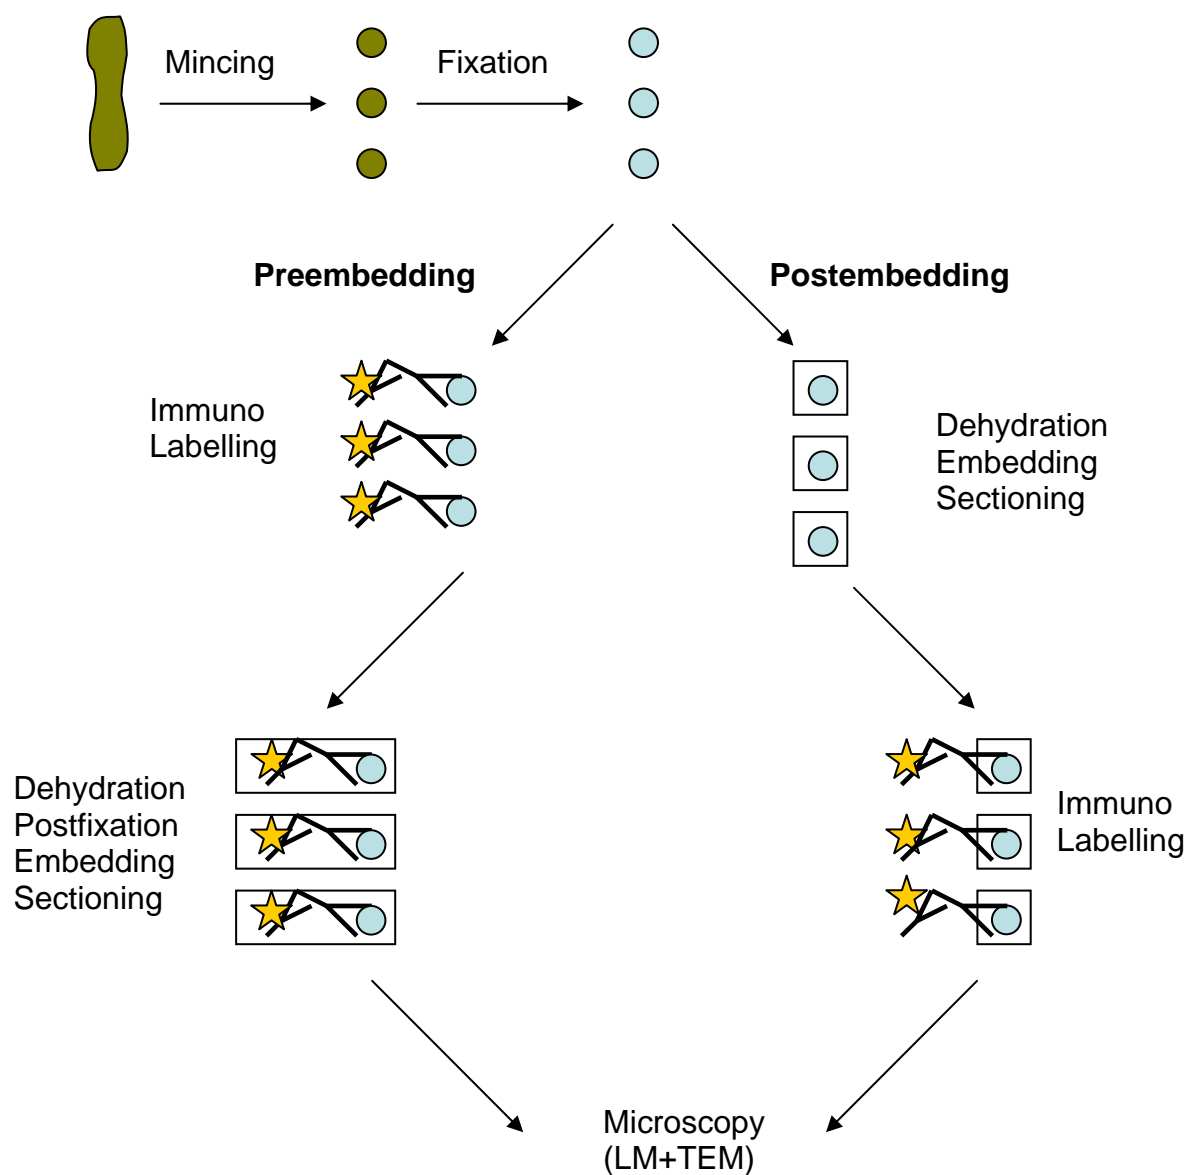 Mincing
Fixation
Preembedding
Postembedding
Immuno
Labelling
Dehydration
Embedding
Sectioning
Dehydration
Postfixation
Embedding
Sectioning
Immuno
Labelling
Microscopy
(LM+TEM)